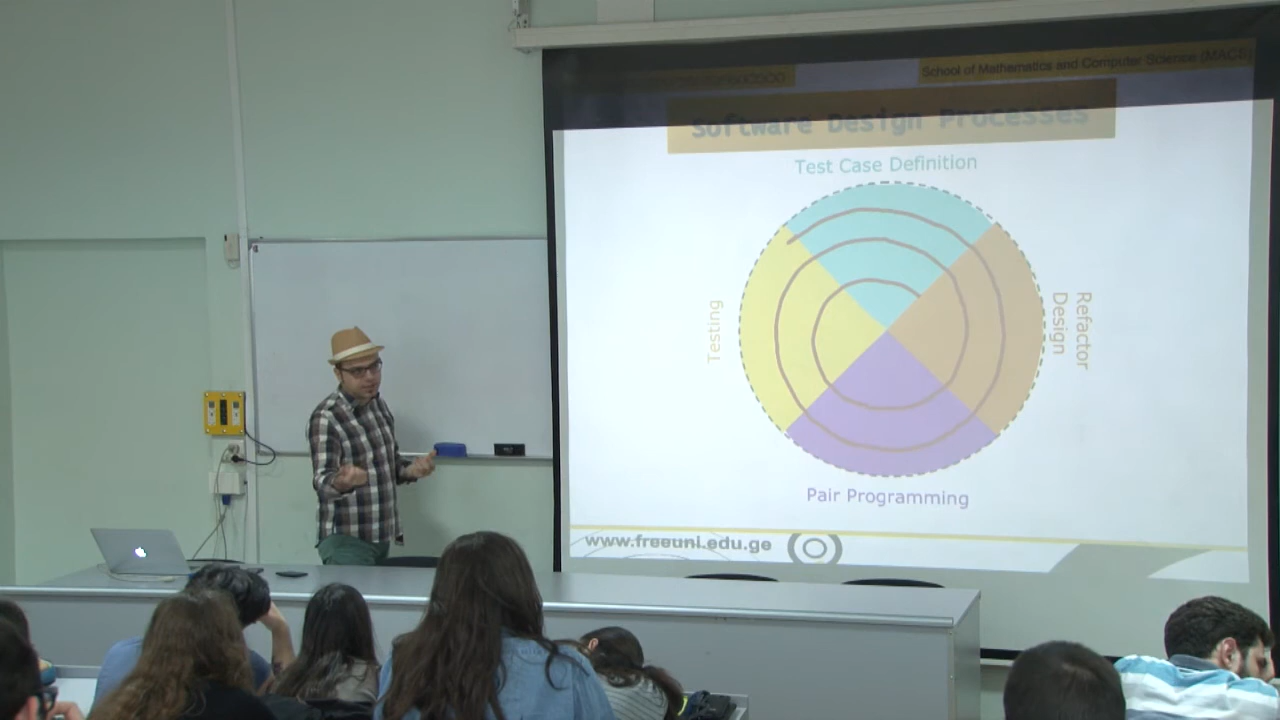 School of Mathematics and Computer Science (MACS)
Software Design Processes
Test Case Definition
Testing
Refactor
Design
Pair Programming
www.freeuni.edu.ge